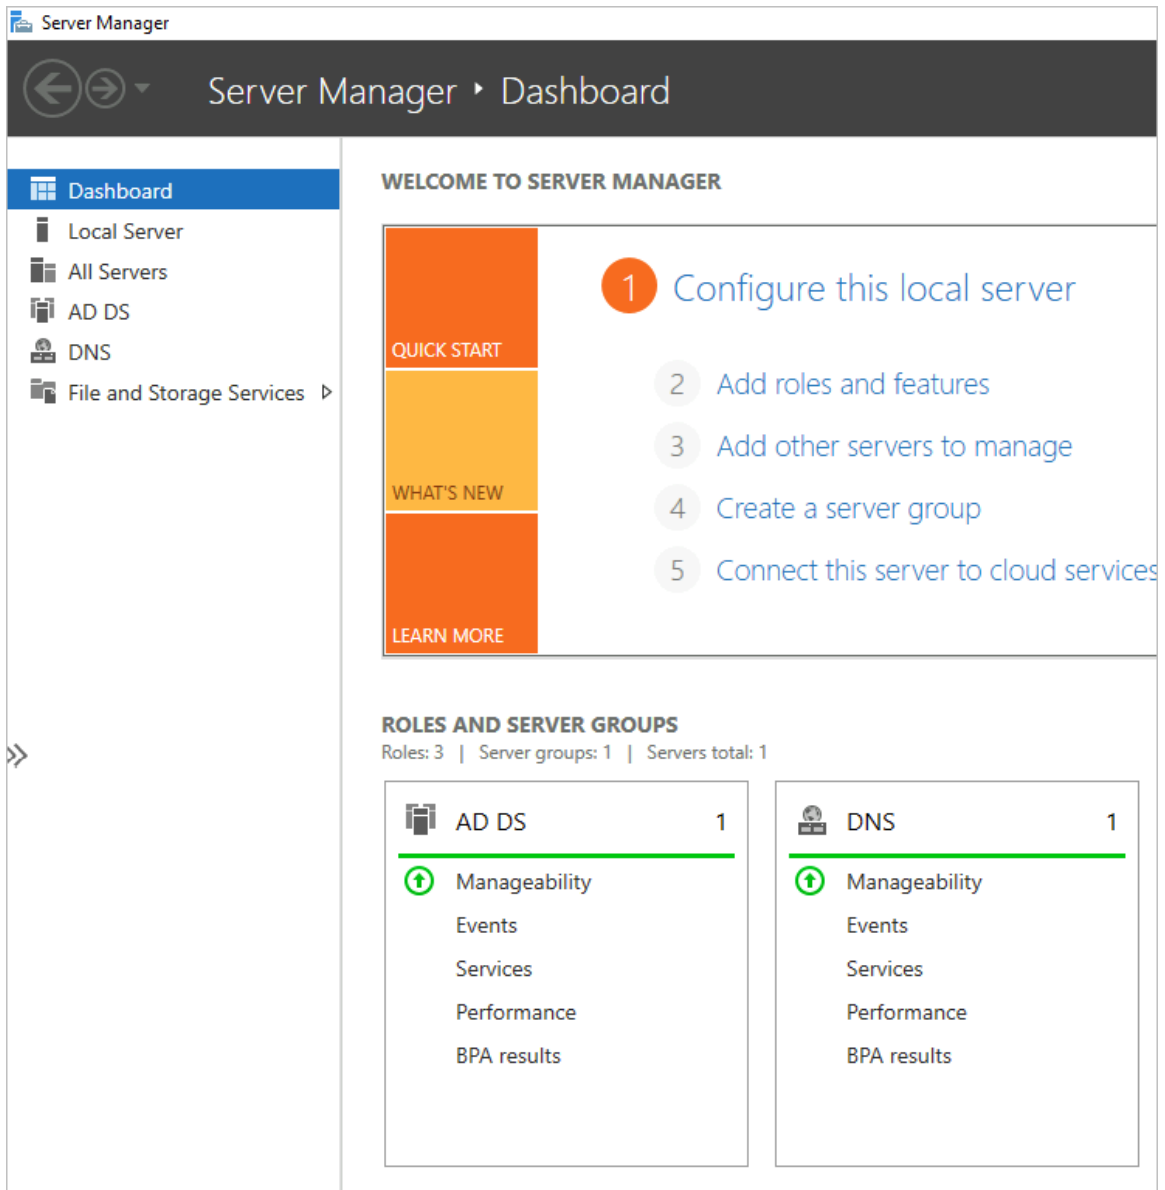 Server Manager
Server Manager ‣ Dashboard
Dashboard
Local Server
All Servers
AD DS
DNS
File and Storage Services
WELCOME TO SERVER MANAGER
QUICK START
WHAT'S NEW
LEARN MORE
1 Configure this local server
2 Add roles and features
3 Add other servers to manage
4 Create a server group
5 Connect this server to cloud services
ROLES AND SERVER GROUPS
Roles: 3 | Server groups: 1 | Servers total: 1
AD DS 1
Manageability
Events
Services
Performance
BPA results
DNS 1
Manageability
Events
Services
Performance
BPA results